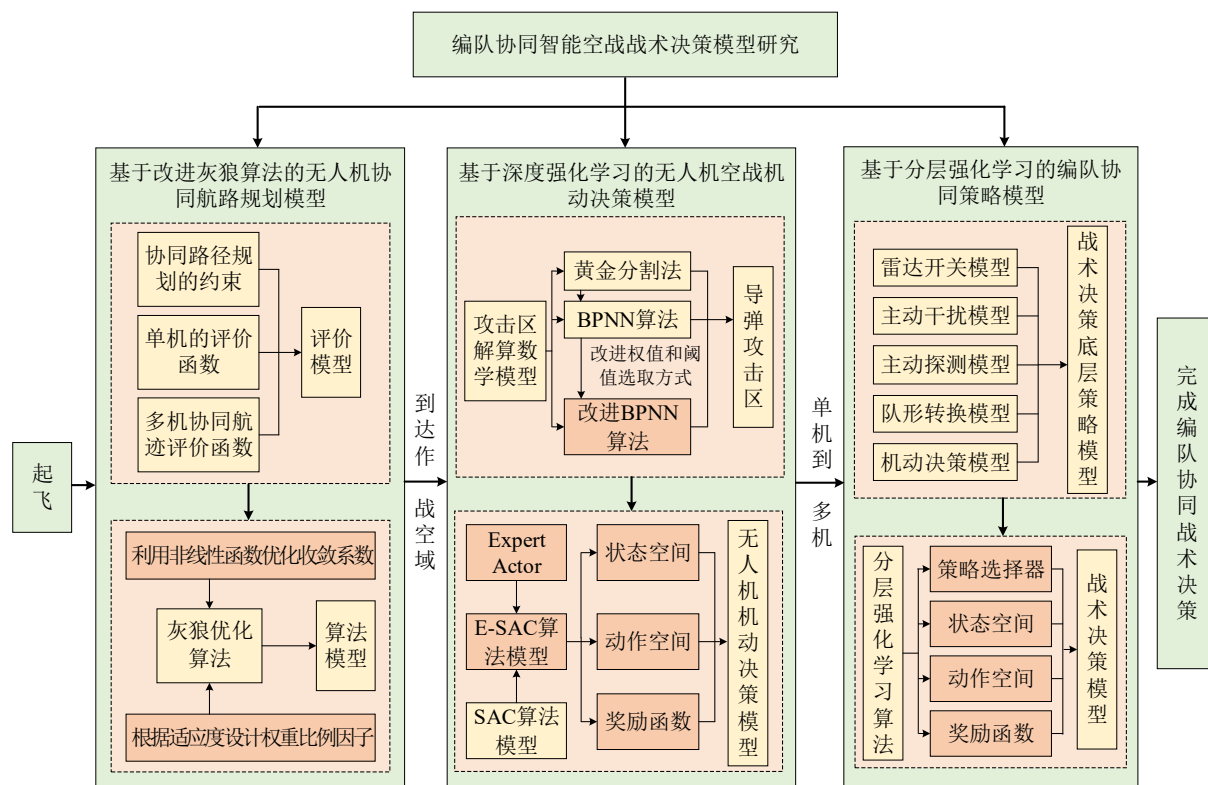 编队协同智能空战战术决策模型研究
起飞
基于改进灰狼算法的无人机协
同航路规划模型
协同路径规
划的约束
单机的评价
函数
多机协同航
迹评价函数
评价
模型
利用非线性函数优化收敛系数
灰狼优化
算法
算法
模型
根据适应度设计权重比例因子
到达作
战空域
基于深度强化学习的无人机空战机
动决策模型
攻击区
解算数
学模型
黄金分割法
BPNN算法
改进权值和阈
值选取方式
改进BPNN
算法
导弹攻击区
Expert
Actor
E-SAC算
法模型
SAC算法
模型
状态空间
动作空间
奖励函数
无人机机动决策模型
单机到
多机
基于分层强化学习的编队协
同策略模型
雷达开关模型
主动干扰模型
主动探测模型
队形转换模型
机动决策模型
战术决策底层策略模型
分层强化学习算法
策略选择器
状态空间
动作空间
奖励函数
战术决策模型
完成编队协同战术决策